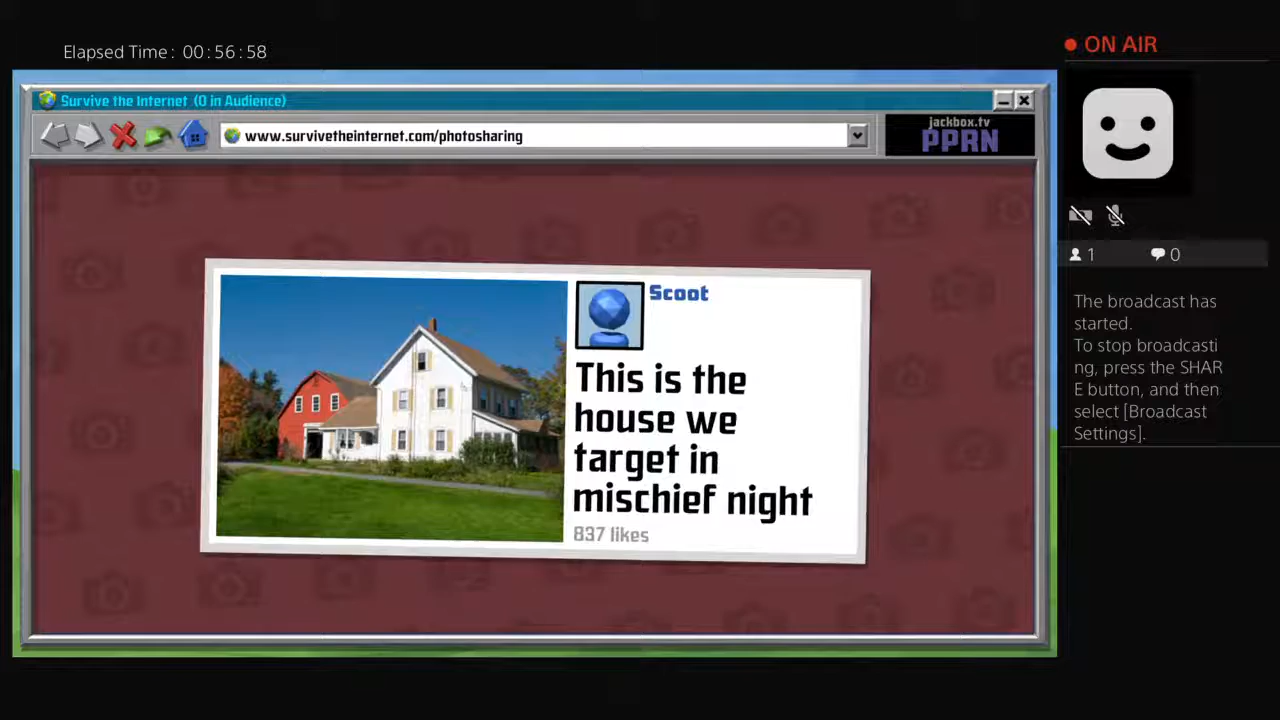 Elapsed Time: 00:56:58
ON AIR
Survive the Internet (0 in Audience)
www.survivetheinternet.com/photosharing
jackbox.tv
PPRN
1
0
Scoot
This is the
house we
target in
mischief night
837 likes
The broadcast has
started.
To stop broadcasti
ng, press the SHAR
E button, and then
select [Broadcast
Settings].